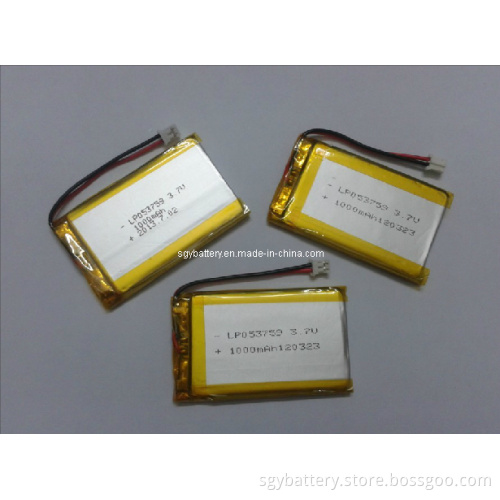 - LP053759 3.7V
1000mAh
+ 2013.7.02
- LP053759 3.7V
+ 1000mAh120323
sgybattery.en.made-in-china.com
- LP053759 3.7V
+ 1000mAh120323
sgybattery.store.bossgoo.com